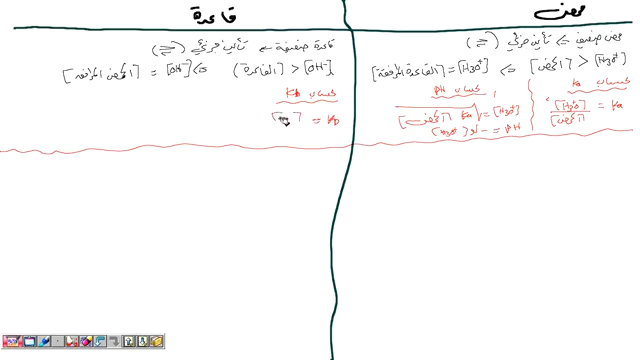 حمض
حمض ضعيف ⇐ تأين جزئي (⇌)
[H3O+] < [الحمض] ⇐ [H3O+] = [القاعدة المرافقة]
حساب Ka
Ka = [H3O+]² / [الحمض]
حساب PH
[H3O+] = √Ka [الحمض]
PH = - لو [H3O+]
قاعدة
قاعدة ضعيفة ⇐ تأين جزئي (⇌)
[OH-] < [القاعدة] ⇐ [OH-] = [الحمض المرافق]
حساب Kb
Kb =